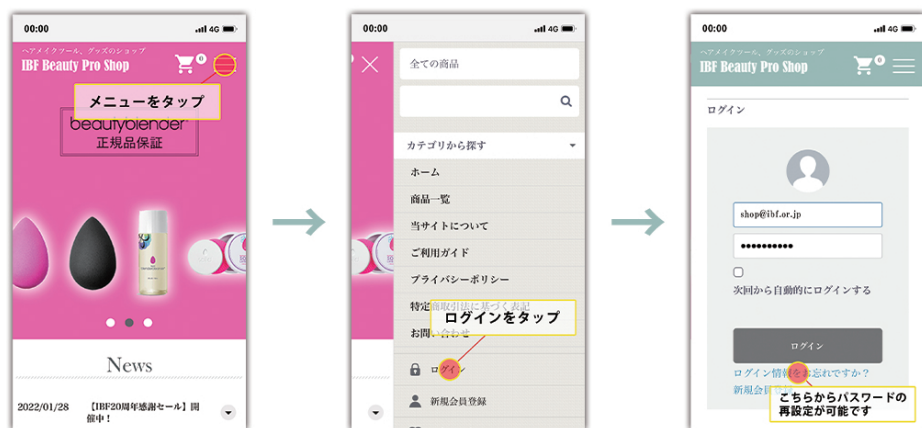 00:00
4G
ヘアメイクツール、グッズのショップ
IBF Beauty Pro Shop
0
メニューをタップ
beautyblender
正規品保証
News
2022/01/28
【IBF20周年感謝セール】開
催中！
00:00
4G
全ての商品
カテゴリから探す
ホーム
商品一覧
当サイトについて
ご利用ガイド
プライバシーポリシー
特定商取引法に基づく表記
お問い合わせ
ログインをタップ
ログイン
新規会員登録
00:00
4G
ヘアメイクツール、グッズのショップ
IBF Beauty Pro Shop
0
ログイン
shop@ibf.or.jp
••••••••••
次回から自動的にログインする
ログイン
ログイン情報をお忘れですか？
新規会員登録
こちらからパスワードの
再設定が可能です